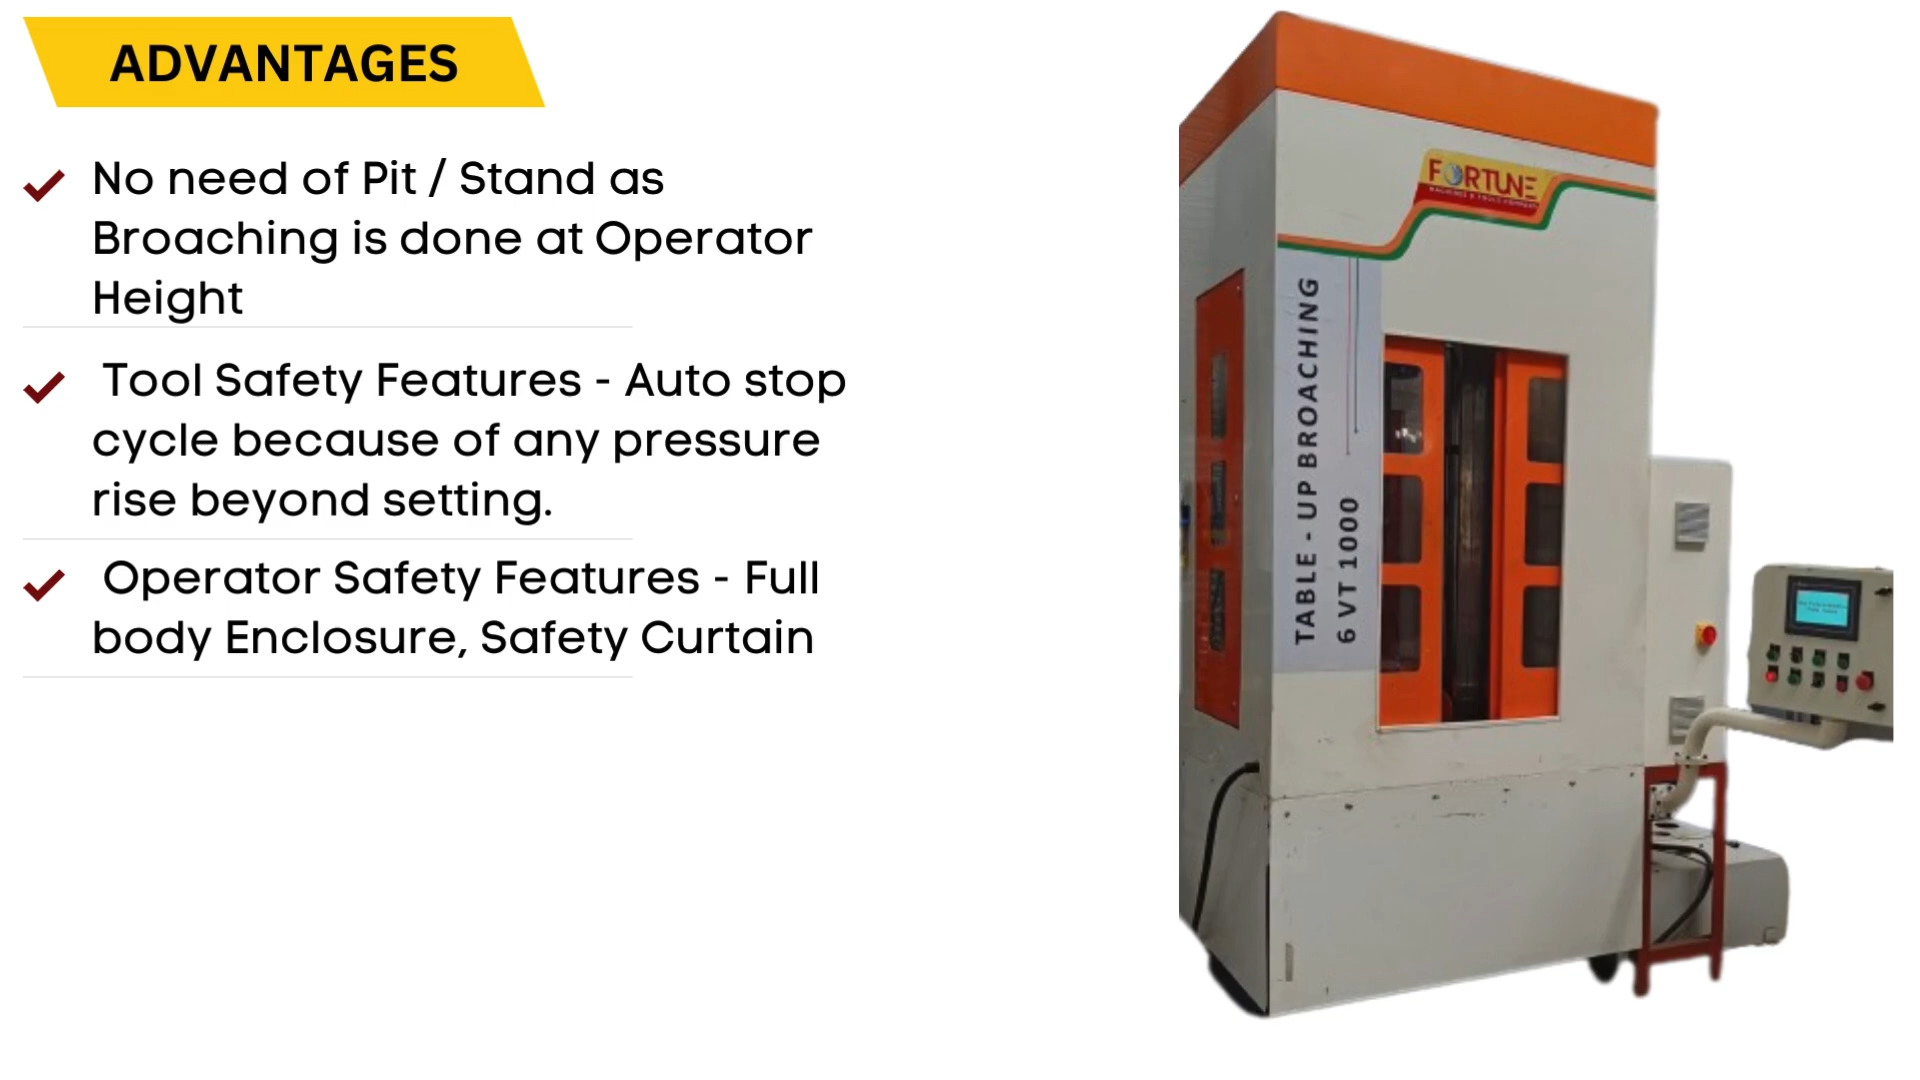 ADVANTAGES
No need of Pit / Stand as
Broaching is done at Operator
Height
Tool Safety Features - Auto stop
cycle because of any pressure
rise beyond setting.
Operator Safety Features - Full
body Enclosure, Safety Curtain
FORTUNE
TABLE - UP BROACHING
6 VT 1000